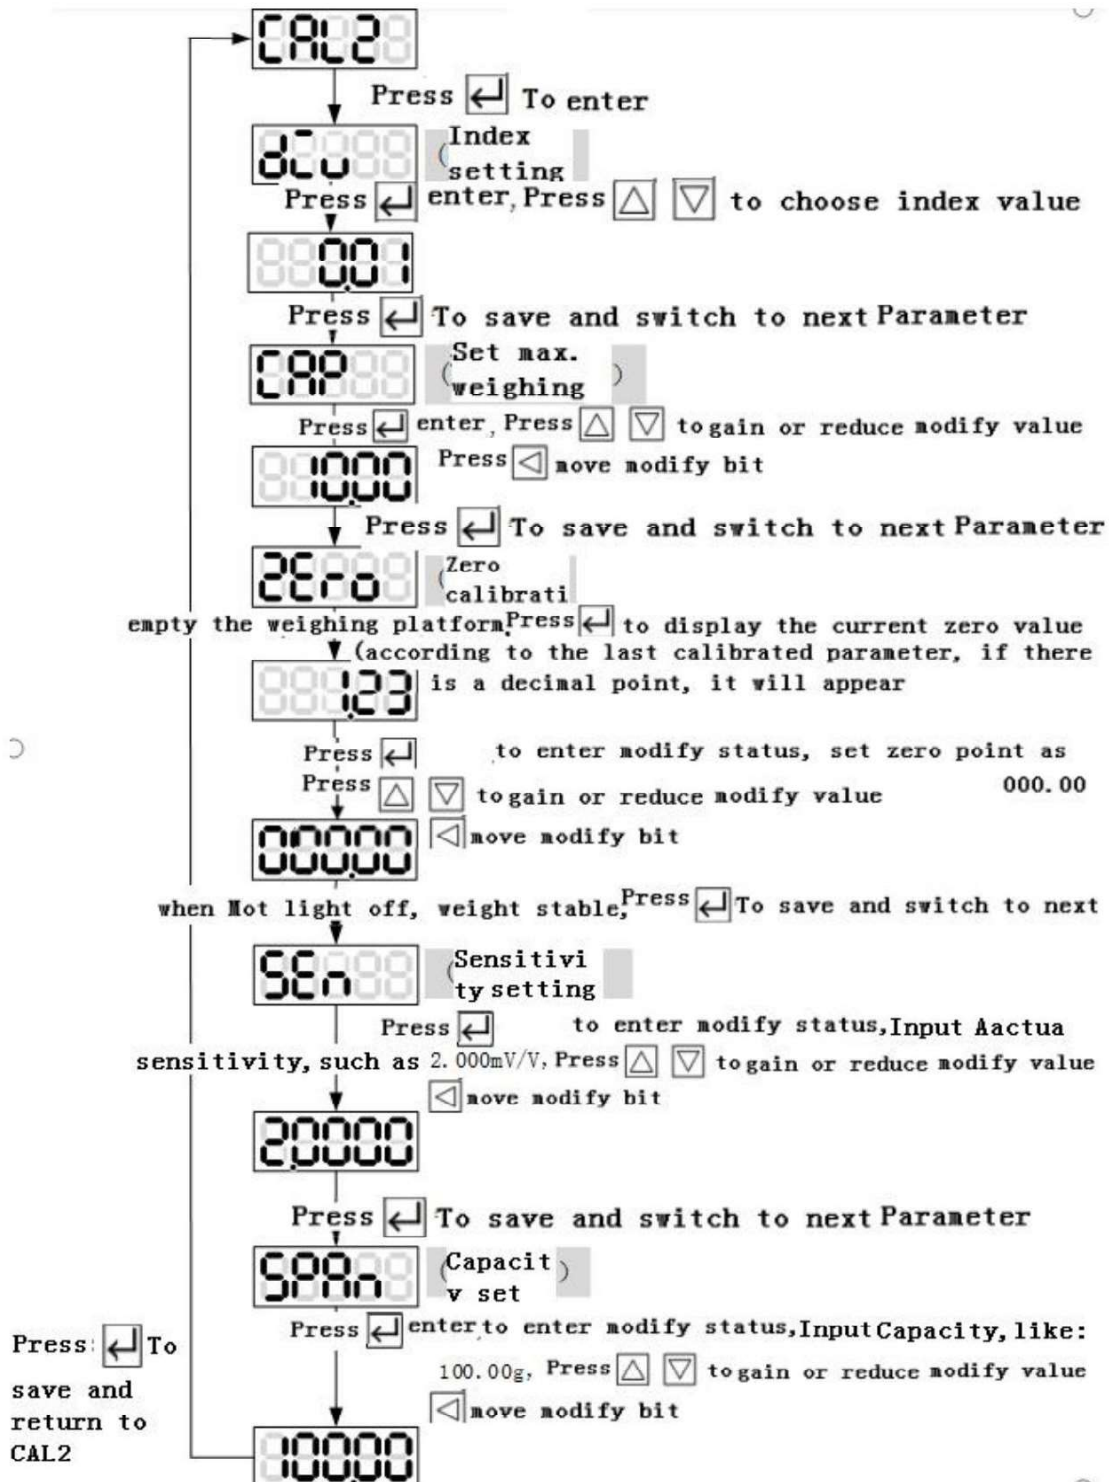 CAL2
Press ↵ To enter
dīv (Index
setting
Press ↵ enter, Press △ ▽ to choose index value
0.01
Press ↵ To save and switch to next Parameter
CAP (Set max.
weighing)
Press ↵ enter, Press △ ▽ to gain or reduce modify value
10.00 Press ◁ move modify bit
Press ↵ To save and switch to next Parameter
ZEro (Zero
calibrati
empty the weighing platform, Press ↵ to display the current zero value
(according to the last calibrated parameter, if there
1.23 is a decimal point, it will appear
Press ↵ to enter modify status, set zero point as
Press △ ▽ to gain or reduce modify value 000.00
000.00 ◁ move modify bit
when Mot light off, weight stable, Press ↵ To save and switch to next
SEn (Sensitivi
ty setting
Press ↵ to enter modify status, Input Aactua
sensitivity, such as 2.000mV/V, Press △ ▽ to gain or reduce modify value
◁ move modify bit
2.0000
Press ↵ To save and switch to next Parameter
SPAn (Capacit
v set)
Press ↵ enter to enter modify status, Input Capacity, like:
100.00g, Press △ ▽ to gain or reduce modify value
◁ move modify bit
100.00
Press: ↵ To
save and
return to
CAL2